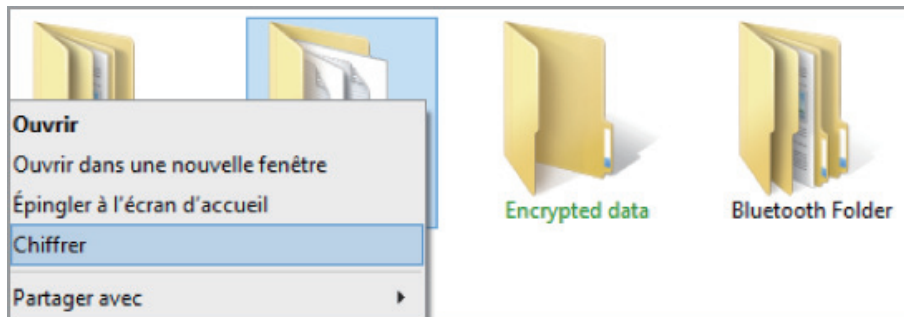 Ouvrir
Ouvrir dans une nouvelle fenêtre
Épingler à l'écran d'accueil
Chiffrer
Partager avec
Encrypted data
Bluetooth Folder